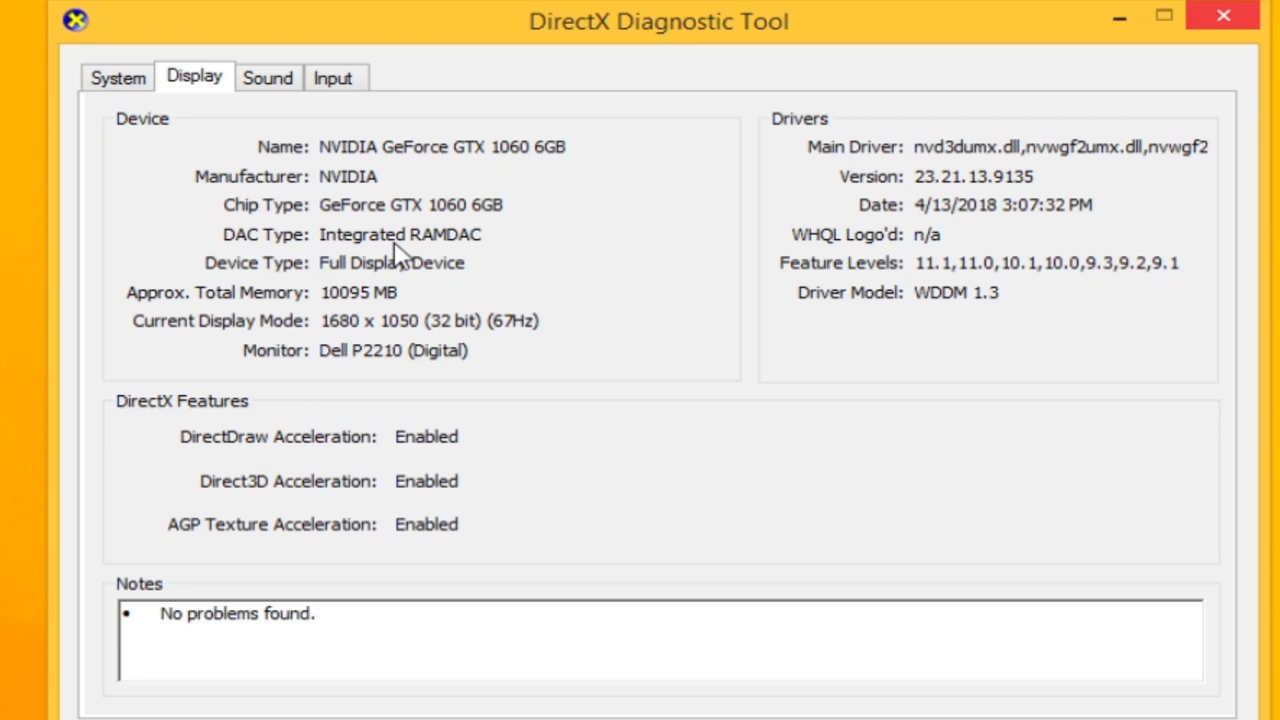 DirectX Diagnostic Tool
System Display Sound Input
Device
Name: NVIDIA GeForce GTX 1060 6GB
Manufacturer: NVIDIA
Chip Type: GeForce GTX 1060 6GB
DAC Type: Integrated RAMDAC
Device Type: Full Display Device
Approx. Total Memory: 10095 MB
Current Display Mode: 1680 x 1050 (32 bit) (67Hz)
Monitor: Dell P2210 (Digital)
Drivers
Main Driver: nvd3dumx.dll,nvwgf2umx.dll,nvwgf2
Version: 23.21.13.9135
Date: 4/13/2018 3:07:32 PM
WHQL Logo'd: n/a
Feature Levels: 11.1,11.0,10.1,10.0,9.3,9.2,9.1
Driver Model: WDDM 1.3
DirectX Features
DirectDraw Acceleration: Enabled
Direct3D Acceleration: Enabled
AGP Texture Acceleration: Enabled
Notes
• No problems found.